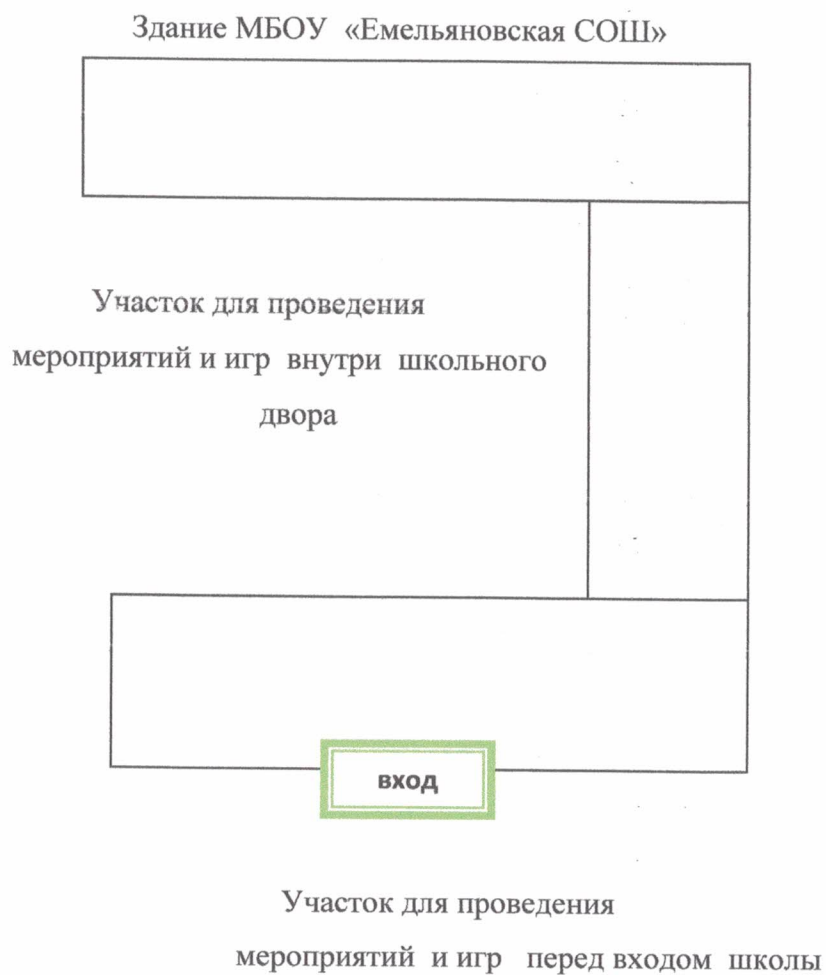 Здание МБОУ «Емельяновская СОШ»
Участок для проведения
мероприятий и игр внутри школьного
двора
вход
Участок для проведения
мероприятий и игр перед входом школы